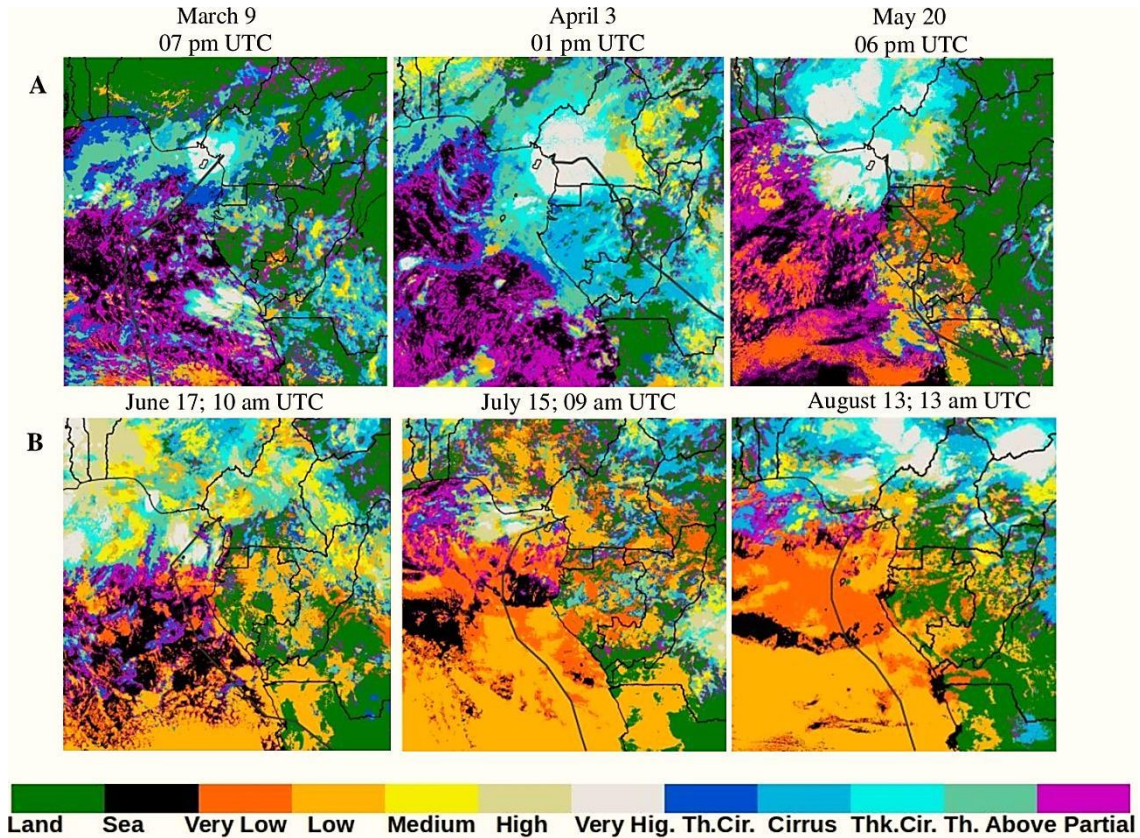 March 9
07 pm UTC
April 3
01 pm UTC
May 20
06 pm UTC
A
June 17; 10 am UTC
July 15; 09 am UTC
August 13; 13 am UTC
B
Land Sea Very Low Low Medium High Very Hig. Th.Cir. Cirrus Thk.Cir. Th. Above Partial